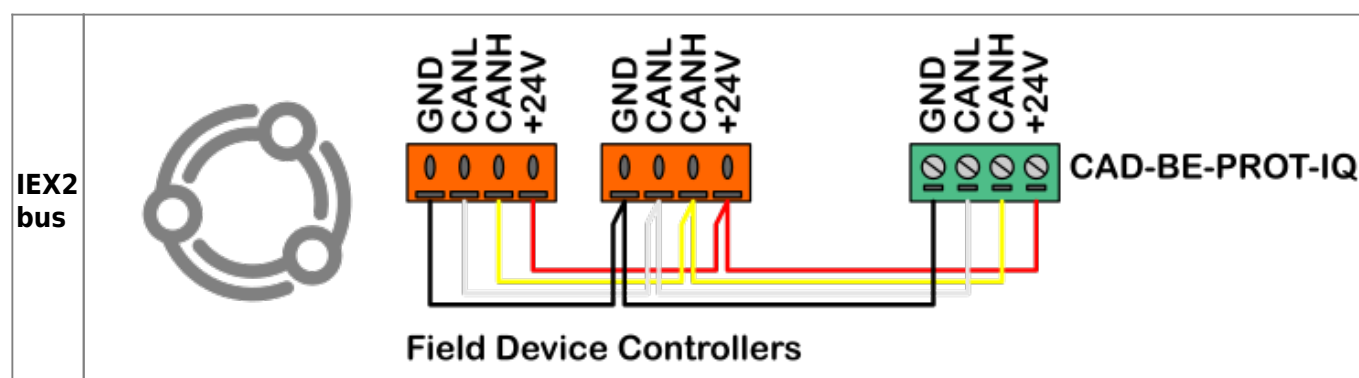 IEX2
bus
GND CANL CANH +24V
GND CANL CANH +24V
GND CANL CANH +24V
CAD-BE-PROT-IQ
Field Device Controllers